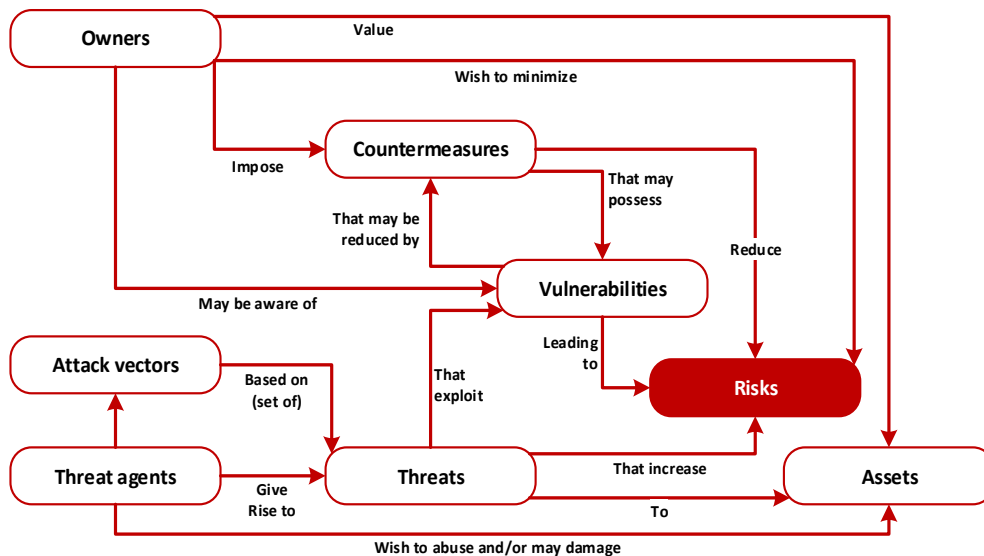 Owners
Value
Wish to minimize
Countermeasures
Impose
That may
possess
That may be
reduced by
Reduce
Vulnerabilities
May be aware of
Attack vectors
Based on
(set of)
That
exploit
Leading
to
Risks
Threat agents
Give
Rise to
Threats
That increase
To
Assets
Wish to abuse and/or may damage